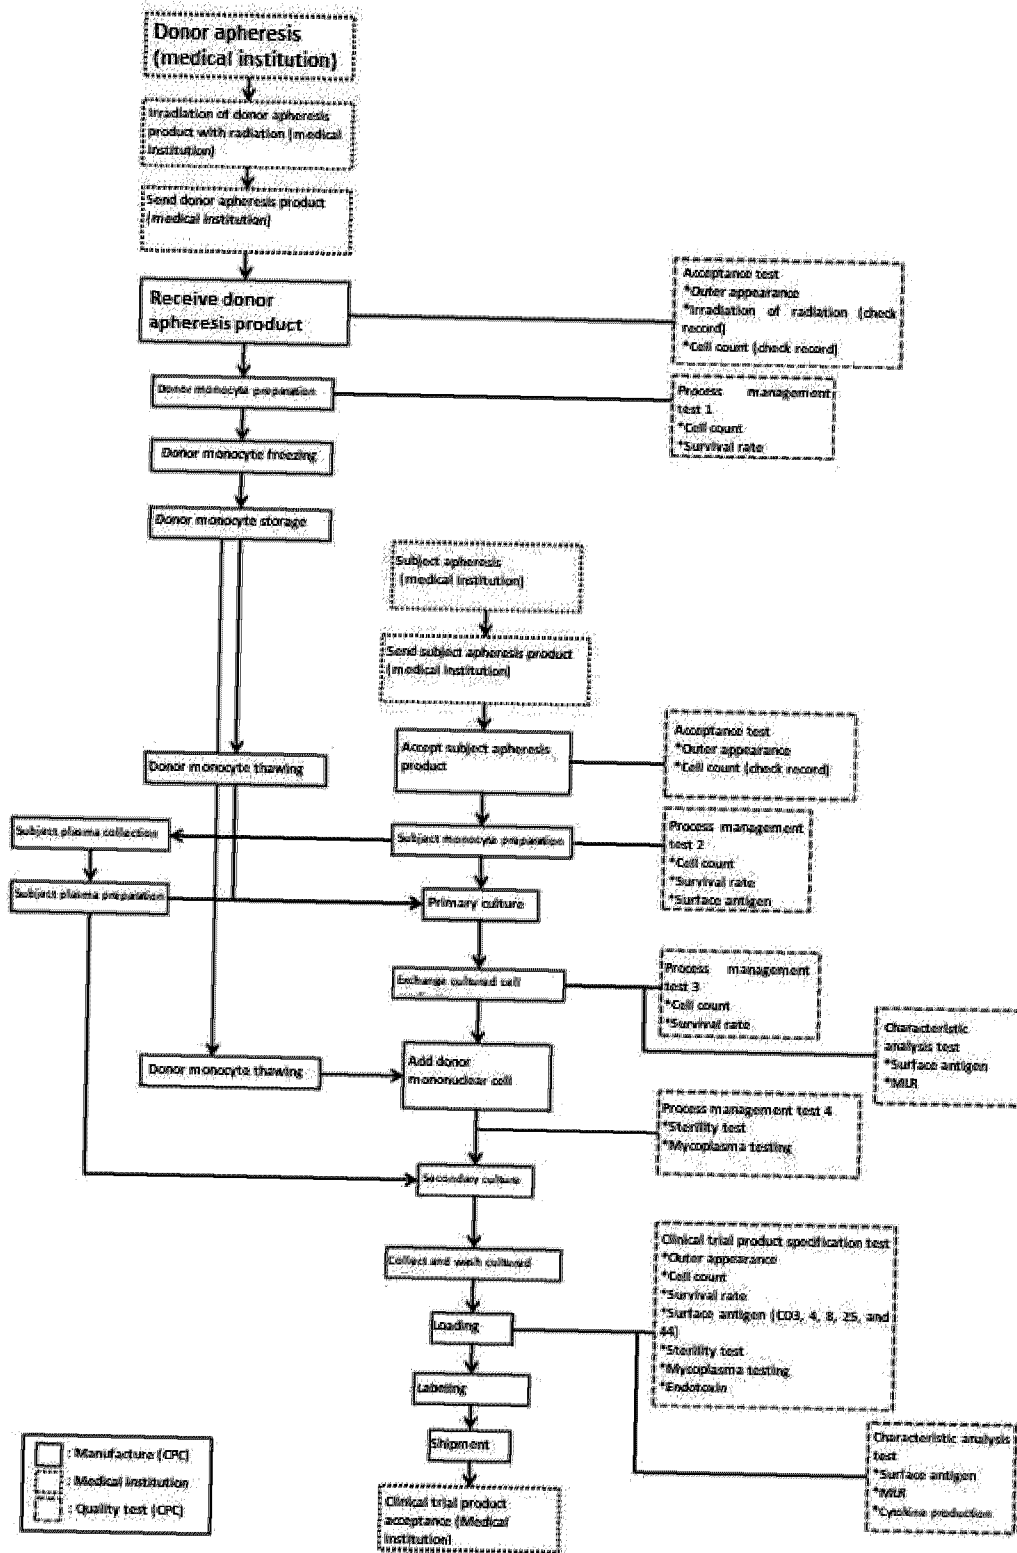 Donor apheresis
(medical institution)
Irradiation of donor apheresis
product with radiation (medical
institution)
Send donor apheresis product
(medical institution)
Receive donor
apheresis product
Acceptance test
*Outer appearance
*Irradiation of radiation (check
record)
*Cell count (check record)
Donor monocyte preparation
Process management
test 1
*Cell count
*Survival rate
Donor monocyte freezing
Donor monocyte storage
Subject apheresis
(medical institution)
Send subject apheresis product
(medical institution)
Accept subject apheresis
product
Acceptance test
*Outer appearance
*Cell count (check record)
Donor monocyte thawing
Subject plasma collection
Subject monocyte preparation
Process management
test 2
*Cell count
*Survival rate
*Surface antigen
Subject plasma preparation
Primary culture
Exchange cultured cell
Process management
test 3
*Cell count
*Survival rate
Characteristic
analysis test
*Surface antigen
*MLR
Donor monocyte thawing
Add donor
mononuclear cell
Process management test 4
*Sterility test
*Mycoplasma testing
Secondary culture
Collect and wash cultured
Clinical trial product specification test
*Outer appearance
*Cell count
*Survival rate
*Surface antigen (CD3, 4, 8, 25, and
44)
*Sterility test
*Mycoplasma testing
*Endotoxin
Loading
Labeling
Shipment
Characteristic analysis
test
*Surface antigen
*MLR
*Cytokine production
Clinical trial product
acceptance (Medical
institution)
: Manufacture (CPC)
: Medical institution
: Quality test (CPC)